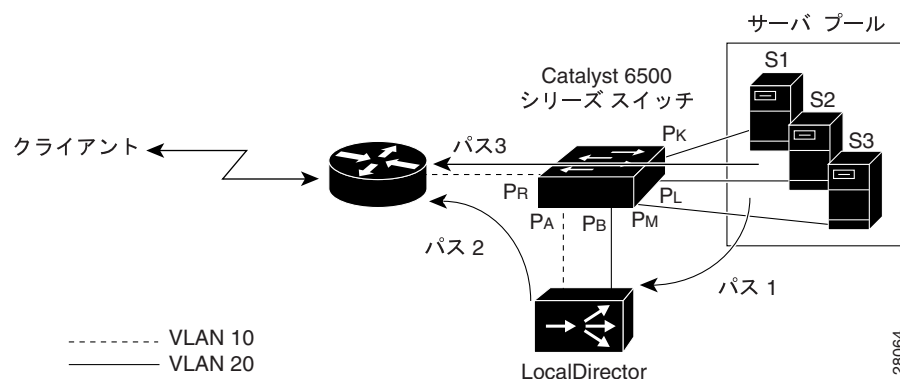 サーバ プール
S1
Catalyst 6500
シリーズ スイッチ
S2
クライアント
パス3
PK
S3
PR
PL
PA
PB
PM
パス 2
パス 1
VLAN 10
VLAN 20
LocalDirector
28064